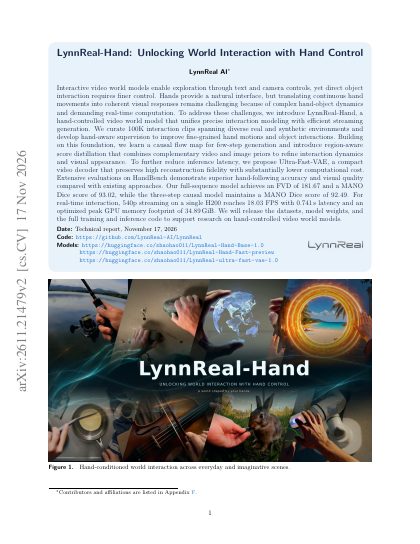 LynnReal-Hand: Unlocking World Interaction with Hand Control
LynnReal AI*
Interactive video world models enable exploration through text and camera controls, yet direct object
interaction requires finer control. Hands provide a natural interface, but translating continuous hand
movements into coherent visual responses remains challenging because of complex hand-object dynamics
and demanding real-time computation. To address these challenges, we introduce LynnReal-Hand, a
hand-controlled video world model that unifies precise interaction modeling with efficient streaming
generation. We curate 100K interaction clips spanning diverse real and synthetic environments and
develop hand-aware supervision to improve fine-grained hand motions and object interactions. Building
on this foundation, we learn a causal flow map for few-step generation and introduce region-aware
score distillation that combines complementary video and image priors to refine interaction dynamics
and visual appearance. To further reduce inference latency, we propose Ultra-Fast-VAE, a compact
video decoder that preserves high reconstruction fidelity with substantially lower computational cost.
Extensive evaluations on HandBench demonstrate superior hand-following accuracy and visual quality
compared with existing approaches. Our full-sequence model achieves an FVD of 181.67 and a MANO
Dice score of 93.62, while the three-step causal model maintains a MANO Dice score of 92.49. For
real-time interaction, 540p streaming on a single H200 reaches 18.03 FPS with 0.741 s latency and an
optimized peak GPU memory footprint of 34.89 GiB. We will release the datasets, model weights, and
the full training and inference code to support research on hand-controlled video world models.
Date: Technical report, November 17, 2026
Code: https://github.com/LynnReal-AI/LynnReal
Models: https://huggingface.co/zhaohao011/LynnReal-Hand-Base-1.0
https://huggingface.co/zhaohao011/LynnReal-Hand-Fast-preview
https://huggingface.co/zhaohao011/LynnReal-ultra-fast-vae-1.0
LynnReal
arXiv:2611.21479v2 [cs.CV] 17 Nov 2026
LynnReal-Hand
UNLOCKING WORLD INTERACTION WITH HAND CONTROL
Figure 1. Hand-conditioned world interaction across everyday and imaginative scenes.
*Contributors and affiliations are listed in Appendix F.
1